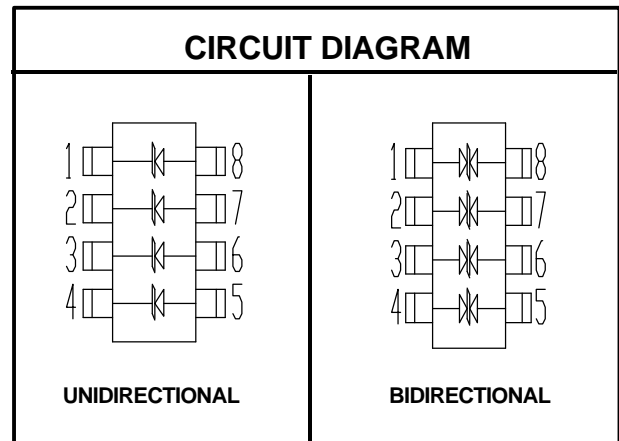 CIRCUIT DIAGRAM
1 8 1 8
2 7 2 7
3 6 3 6
4 5 4 5
UNIDIRECTIONAL BIDIRECTIONAL